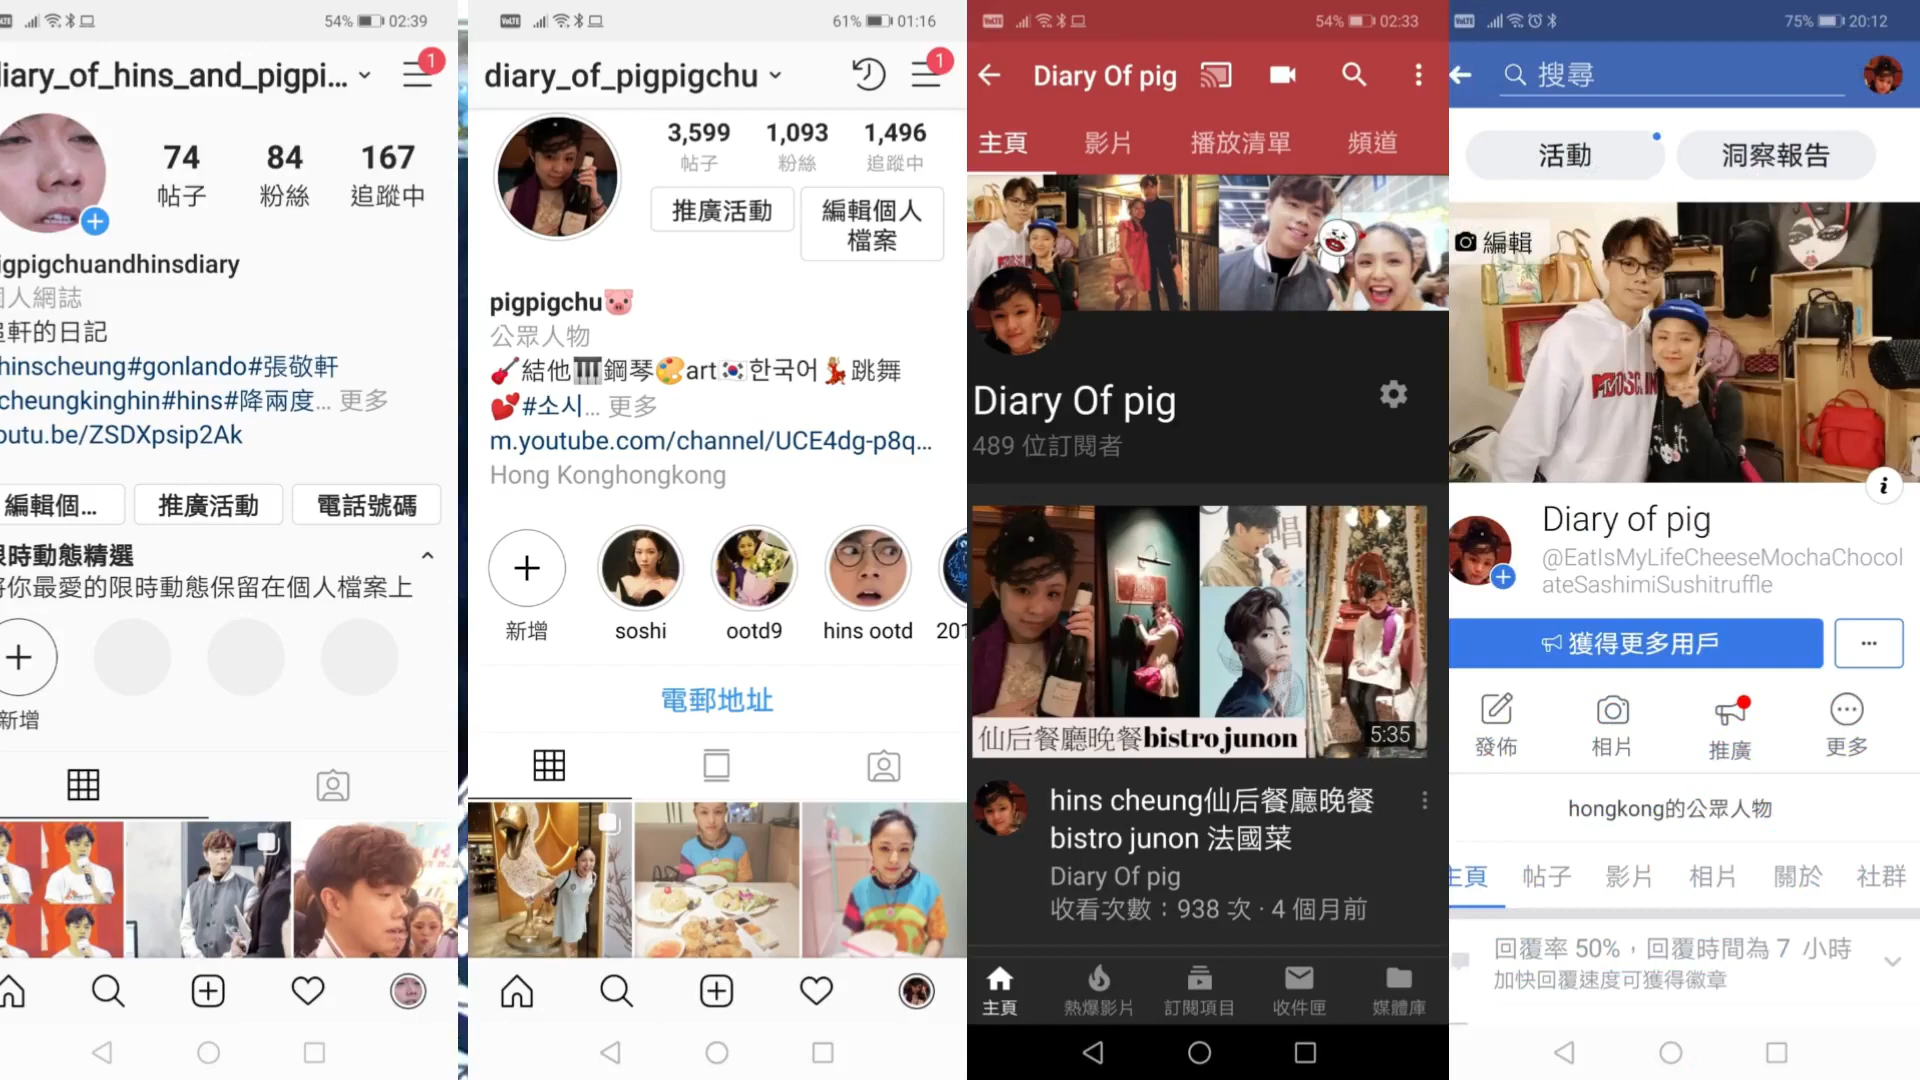 54% 02:39
iary_of_hins_and_pigpi...
1
74 84 167
帖子 粉絲 追蹤中
igpigchuandhinsdiary
人網誌
軒的日記
hinscheung#gonlando#張敬軒
cheungkinghin#hins#降兩度... 更多
outu.be/ZSDXpsip2Ak
編輯個... 推廣活動 電話號碼
時動態精選
你最愛的限時動態保留在個人檔案上
新增
VoLTE 61% 01:16
diary_of_pigpigchu
1
3,599 1,093 1,496
帖子 粉絲 追蹤中
推廣活動 編輯個人
檔案
pigpigchu🐷
公眾人物
🎸結他🎹鋼琴🎨art🇰🇷한국어💃跳舞
💕#소시... 更多
m.youtube.com/channel/UCE4dg-p8q...
Hong Konghongkong
新增 soshi ootd9 hins ootd 201
電郵地址
VoLTE 54% 02:33
Diary Of pig
主頁 影片 播放清單 頻道
Diary Of pig
489 位訂閱者
唱
仙后餐廳晚餐bistro junon
5:35
hins cheung仙后餐廳晚餐
bistro junon 法國菜
Diary Of pig
收看次數：938 次 · 4 個月前
主頁 熱爆影片 訂閱項目 收件匣 媒體庫
VoLTE 75% 20:12
搜尋
活動 洞察報告
編輯
Diary of pig
@EatIsMyLifeCheeseMochaChocol
ateSashimiSushitruffle
獲得更多用戶
發佈 相片 推廣 更多
hongkong的公眾人物
主頁 帖子 影片 相片 關於 社群
回覆率 50%，回覆時間為 7 小時
加快回覆速度可獲得徽章